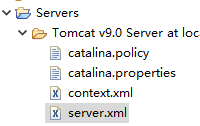 Servers
Tomcat v9.0 Server at loc
catalina.policy
catalina.properties
context.xml
server.xml